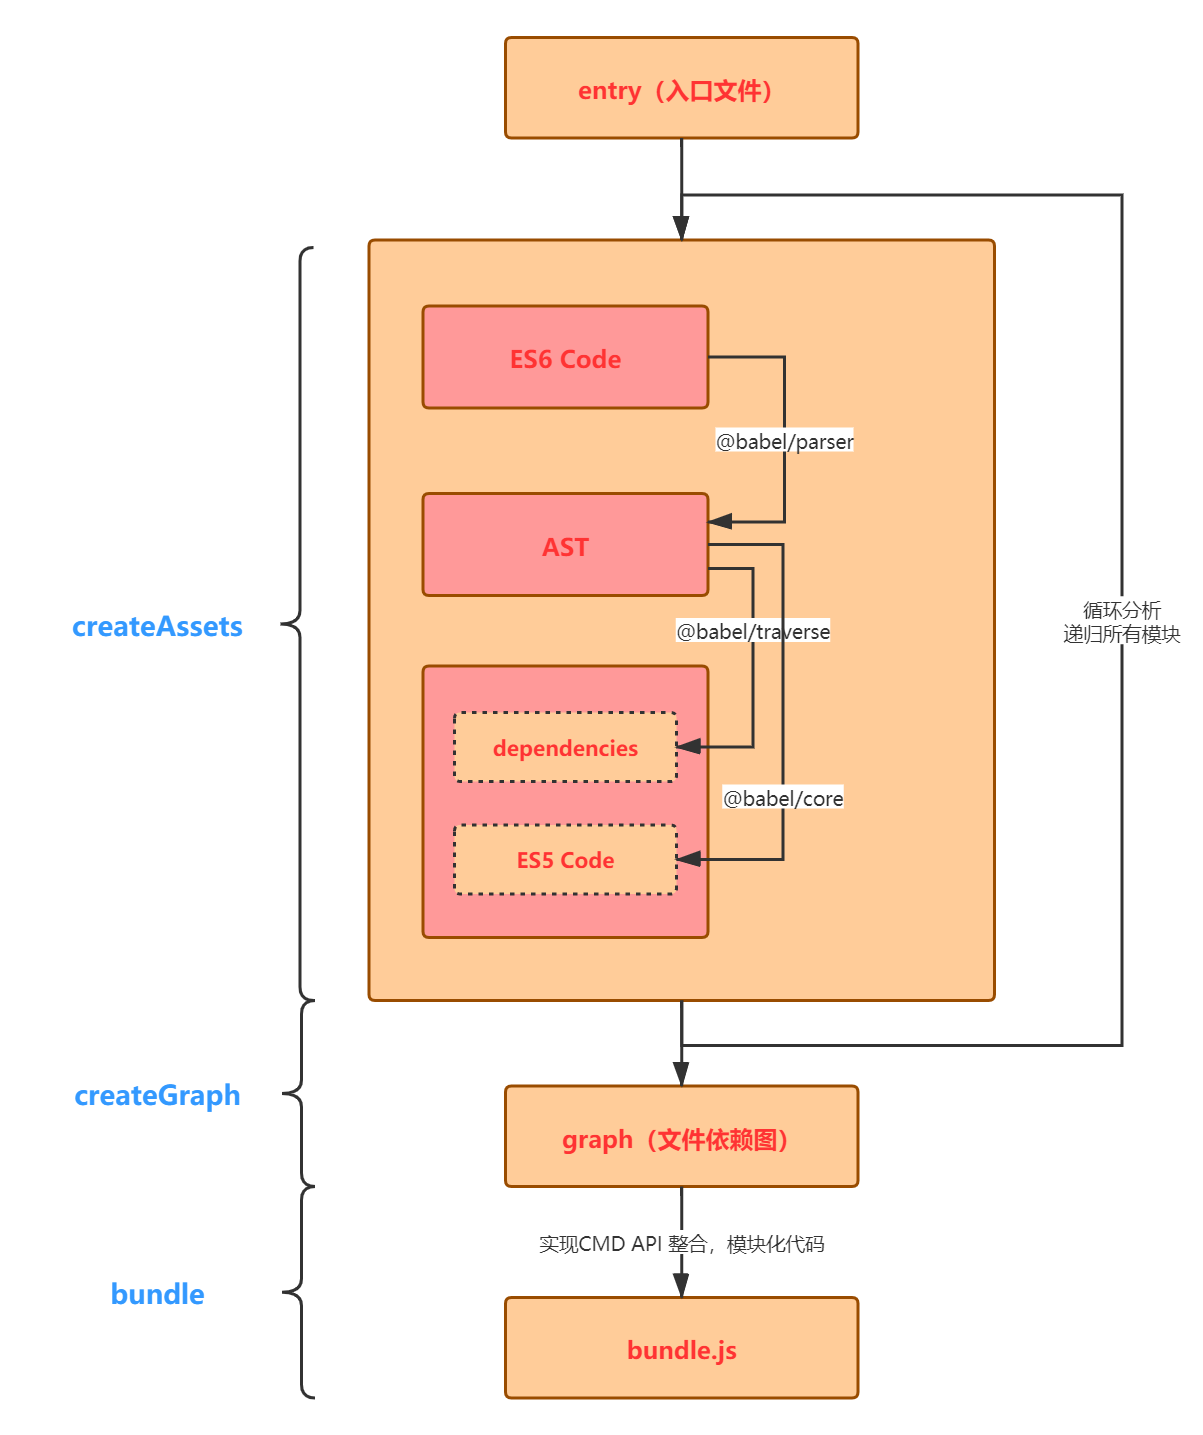 entry（入口文件）
ES6 Code
@babel/parser
AST
createAssets
@babel/traverse
循环分析
递归所有模块
dependencies
@babel/core
ES5 Code
createGraph
graph（文件依赖图）
实现CMD API 整合，模块化代码
bundle
bundle.js